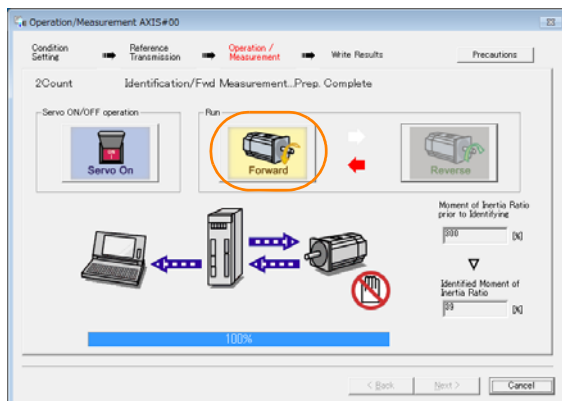 Operation/Measurement AXIS#00
Condition Setting
Reference Transmission
Operation / Measurement
Write Results
Precautions
2Count
Identification/Fwd Measurement...Prep. Complete
Servo ON/OFF operation
Run
Servo On
Forward
Reverse
Moment of Inertia Ratio
prior to Identifying
300 [%]
Identified Moment of
Inertia Ratio
89 [%]
100%
< Back
Next >
Cancel